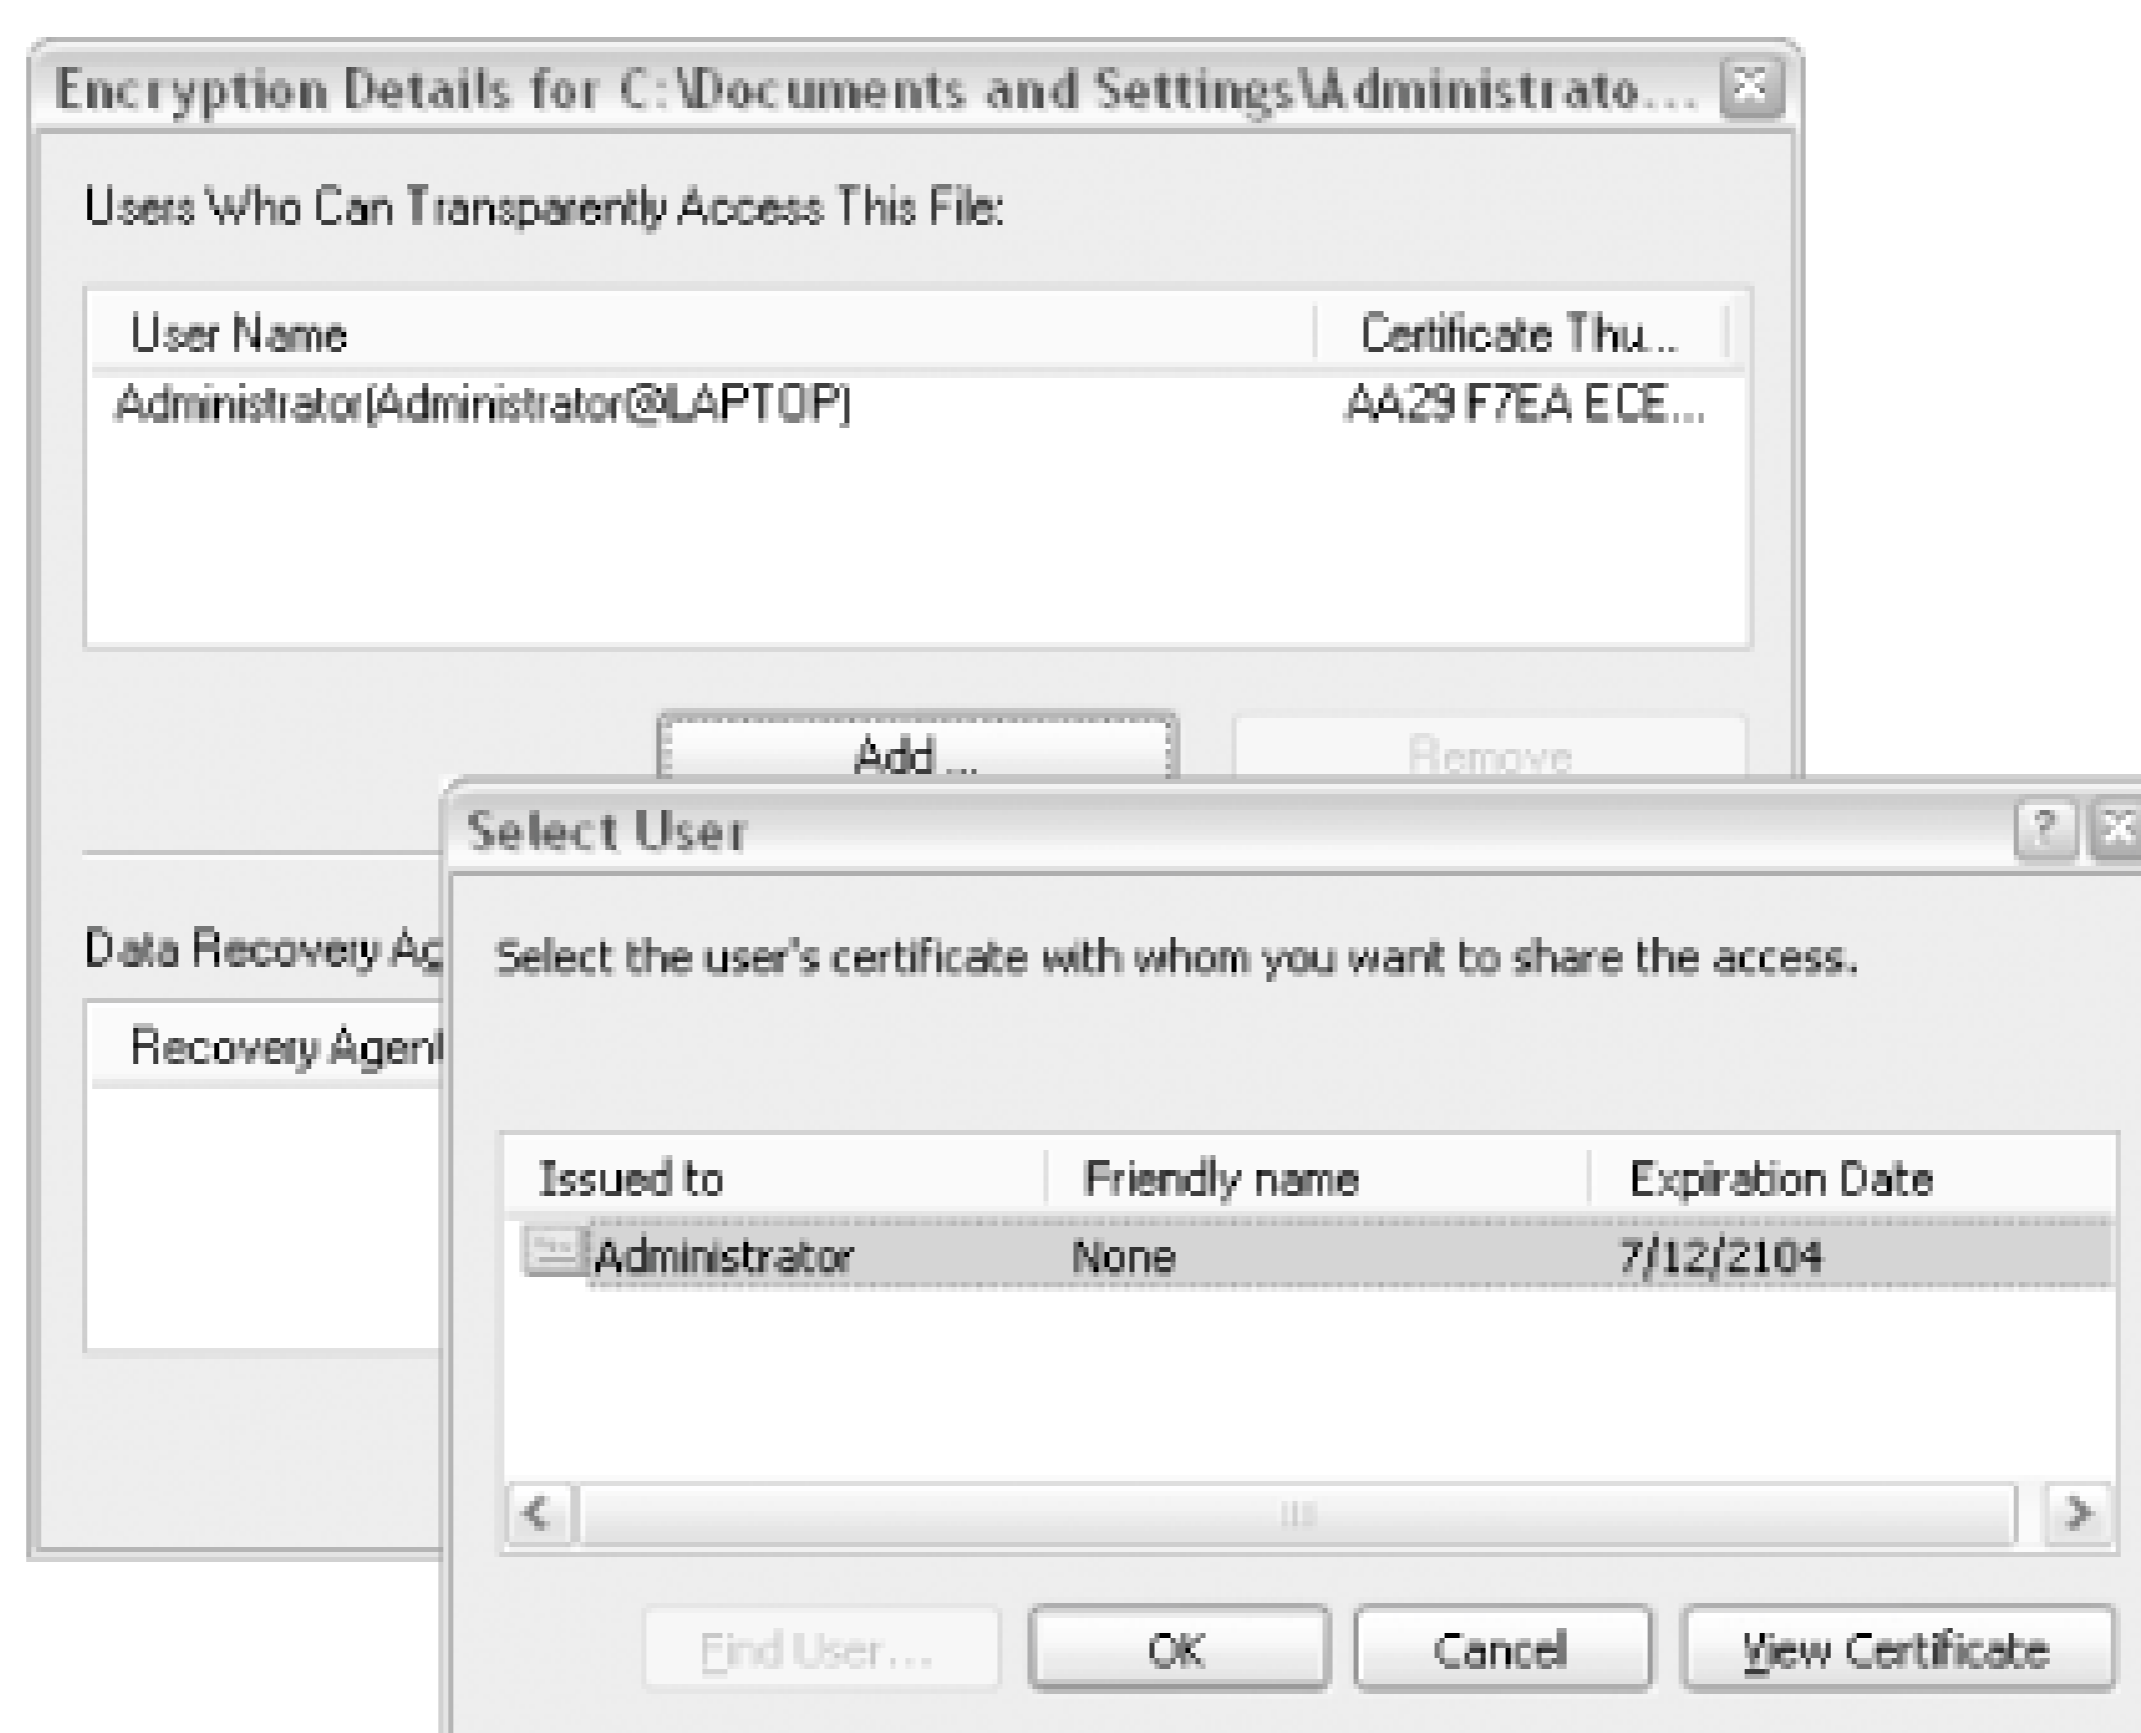 Encryption Details for C:\Documents and Settings\Administrato...
Users Who Can Transparently Access This File:
User Name Certificate Thu...
Administrator(Administrator@LAPTOP) AA29 F7EA ECE...
Add ... Remove
Select User
Data Recovery Ag
Select the user's certificate with whom you want to share the access.
Recovery Agent
Issued to Friendly name Expiration Date
Administrator None 7/12/2104
Find User... OK Cancel View Certificate